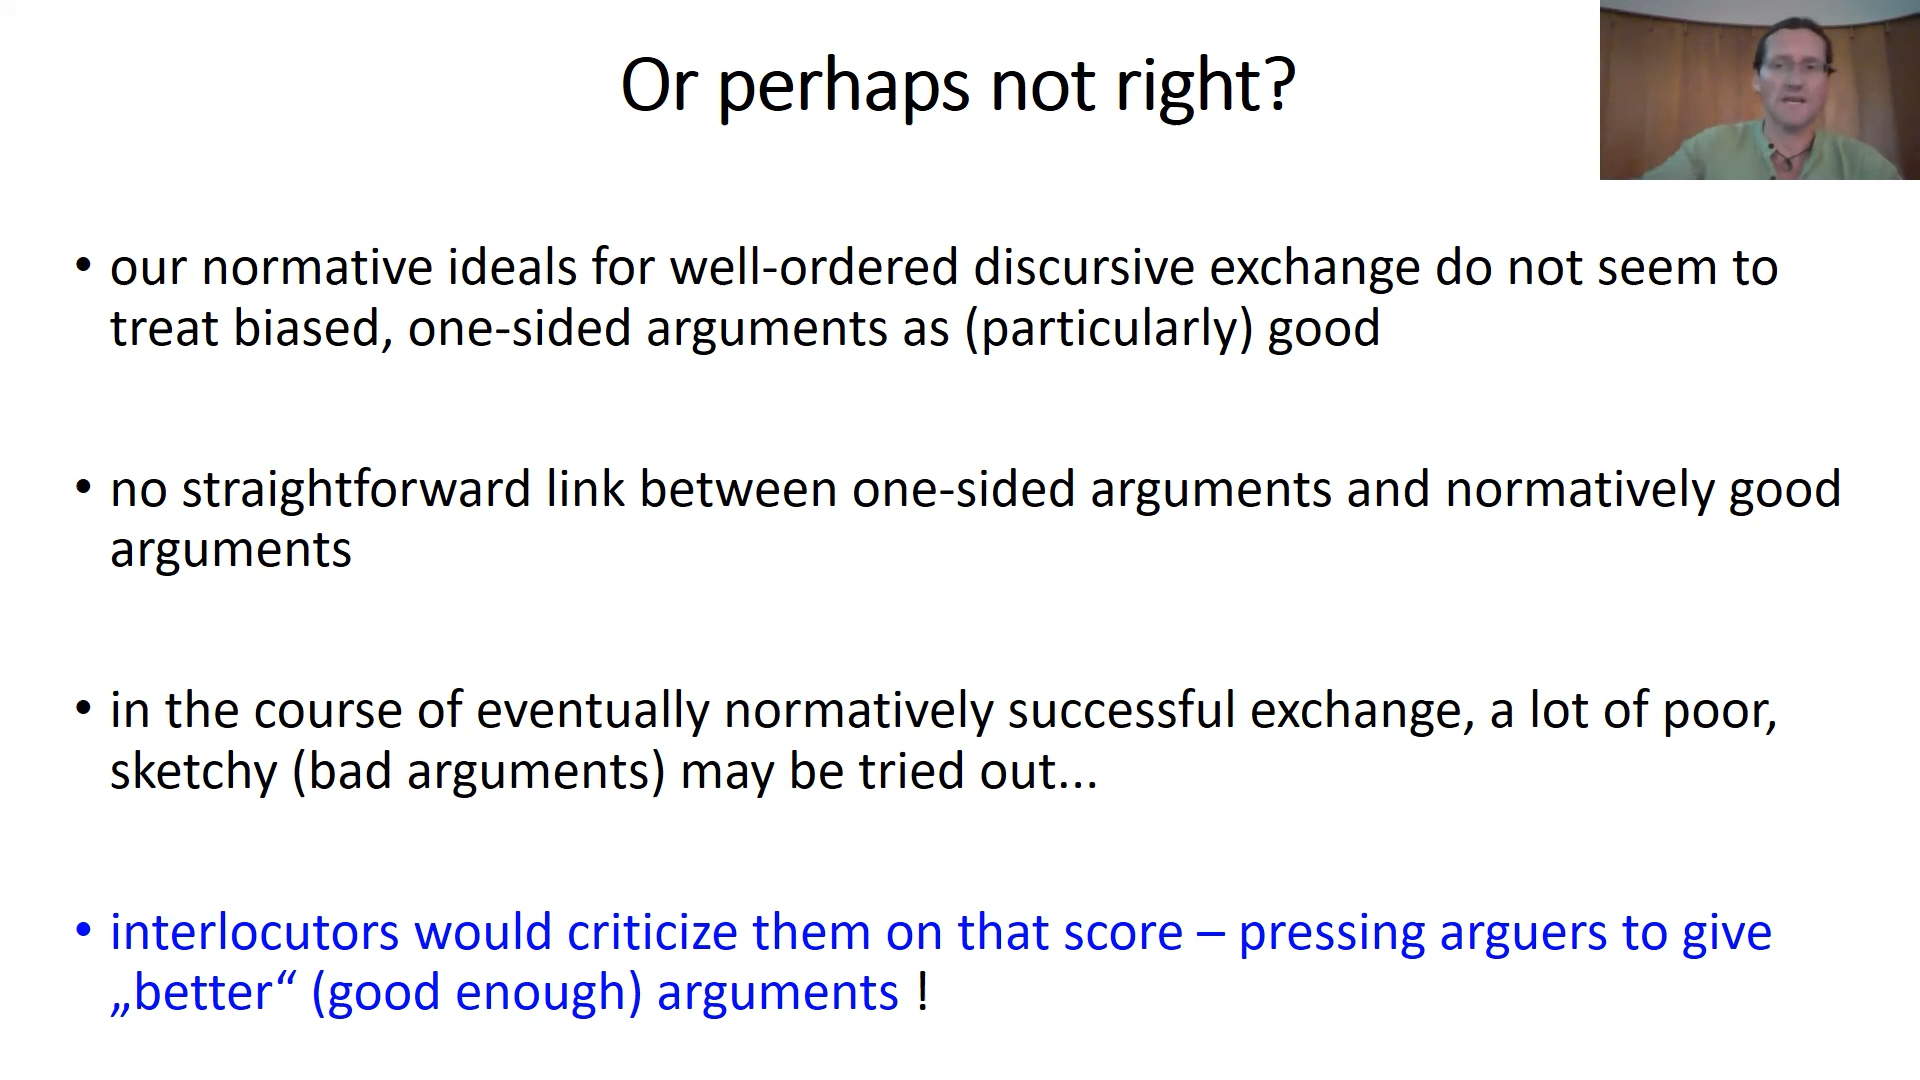 Or perhaps not right?
• our normative ideals for well-ordered discursive exchange do not seem to
treat biased, one-sided arguments as (particularly) good
• no straightforward link between one-sided arguments and normatively good
arguments
• in the course of eventually normatively successful exchange, a lot of poor,
sketchy (bad arguments) may be tried out...
• interlocutors would criticize them on that score – pressing arguers to give
„better“ (good enough) arguments !